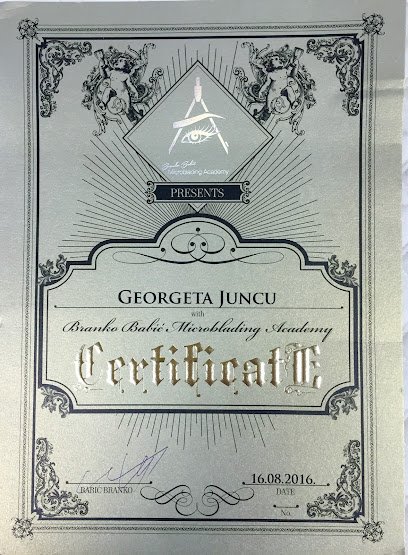 Branko Babić
Microblading Academy
PRESENTS
GEORGETA JUNCU
with
Branko Babić Microblading Academy
CertificatE
16.08.2016.
BABIĆ BRANKO
DATE
No.